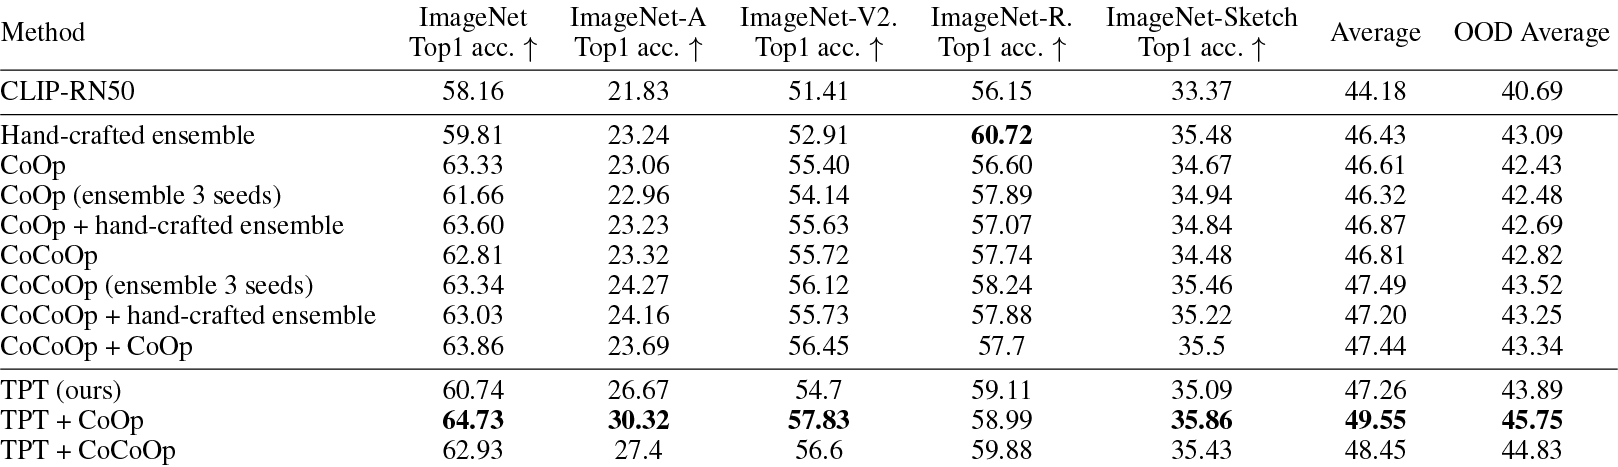 Method ImageNet Top1 acc. ↑ ImageNet-A Top1 acc. ↑ ImageNet-V2. Top1 acc. ↑ ImageNet-R. Top1 acc. ↑ ImageNet-Sketch Top1 acc. ↑ Average OOD Average
CLIP-RN50 58.16 21.83 51.41 56.15 33.37 44.18 40.69
Hand-crafted ensemble 59.81 23.24 52.91 60.72 35.48 46.43 43.09
CoOp 63.33 23.06 55.40 56.60 34.67 46.61 42.43
CoOp (ensemble 3 seeds) 61.66 22.96 54.14 57.89 34.94 46.32 42.48
CoOp + hand-crafted ensemble 63.60 23.23 55.63 57.07 34.84 46.87 42.69
CoCoOp 62.81 23.32 55.72 57.74 34.48 46.81 42.82
CoCoOp (ensemble 3 seeds) 63.34 24.27 56.12 58.24 35.46 47.49 43.52
CoCoOp + hand-crafted ensemble 63.03 24.16 55.73 57.88 35.22 47.20 43.25
CoCoOp + CoOp 63.86 23.69 56.45 57.7 35.5 47.44 43.34
TPT (ours) 60.74 26.67 54.7 59.11 35.09 47.26 43.89
TPT + CoOp 64.73 30.32 57.83 58.99 35.86 49.55 45.75
TPT + CoCoOp 62.93 27.4 56.6 59.88 35.43 48.45 44.83